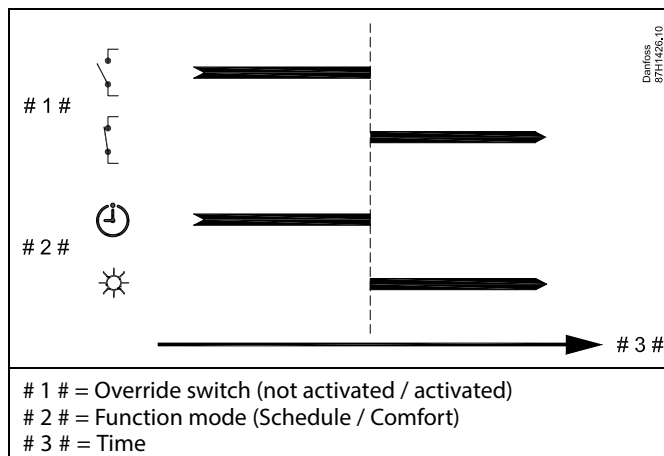 Danfoss
87H1426.10
# 1 #
# 2 #
# 3 #
# 1 # = Override switch (not activated / activated)
# 2 # = Function mode (Schedule / Comfort)
# 3 # = Time